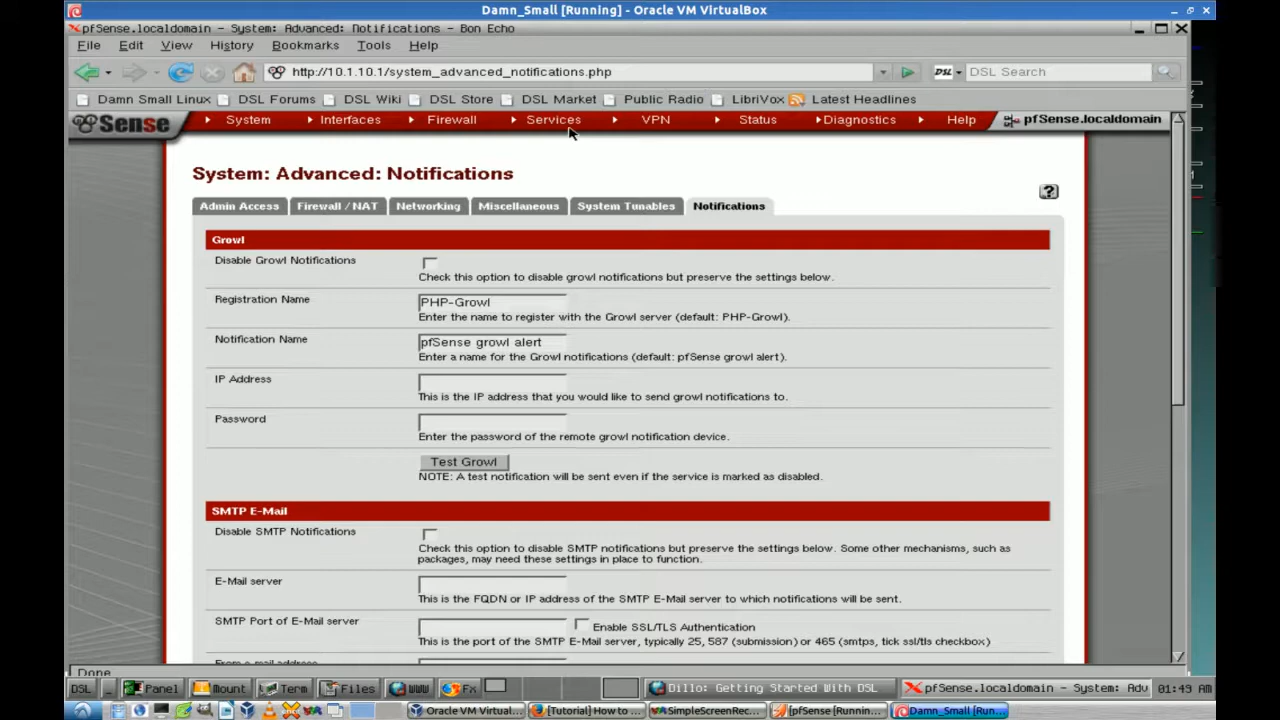 Damn_Small [Running] - Oracle VM VirtualBox
pfSense.localdomain - System: Advanced: Notifications - Bon Echo
File Edit View History Bookmarks Tools Help
http://10.1.10.1/system_advanced_notifications.php DSL DSL Search
Damn Small Linux DSL Forums DSL Wiki DSL Store DSL Market Public Radio LibriVox Latest Headlines
Sense System Interfaces Firewall Services VPN Status Diagnostics Help pfSense.localdomain
System: Advanced: Notifications
?
Admin Access Firewall / NAT Networking Miscellaneous System Tunables Notifications
Growl
Disable Growl Notifications
Check this option to disable growl notifications but preserve the settings below.
Registration Name PHP-Growl
Enter the name to register with the Growl server (default: PHP-Growl).
Notification Name pfSense growl alert
Enter a name for the Growl notifications (default: pfSense growl alert).
IP Address
This is the IP address that you would like to send growl notifications to.
Password
Enter the password of the remote growl notification device.
Test Growl
NOTE: A test notification will be sent even if the service is marked as disabled.
SMTP E-Mail
Disable SMTP Notifications
Check this option to disable SMTP notifications but preserve the settings below. Some other mechanisms, such as
packages, may need these settings in place to function.
E-Mail server
This is the FQDN or IP address of the SMTP E-Mail server to which notifications will be sent.
SMTP Port of E-Mail server Enable SSL/TLS Authentication
This is the port of the SMTP E-Mail server, typically 25, 587 (submission) or 465 (smtps, tick ssl/tls checkbox)
From e-mail address
Done
DSL _ Panel Mount Term Files WWW Fx Dillo: Getting Started With DSL pfSense.localdomain - System: Adv 01:49 AM
Oracle VM Virtual... [Tutorial] How to ... SimpleScreenRec... [pfSense [Runnin... Damn_Small [Run...